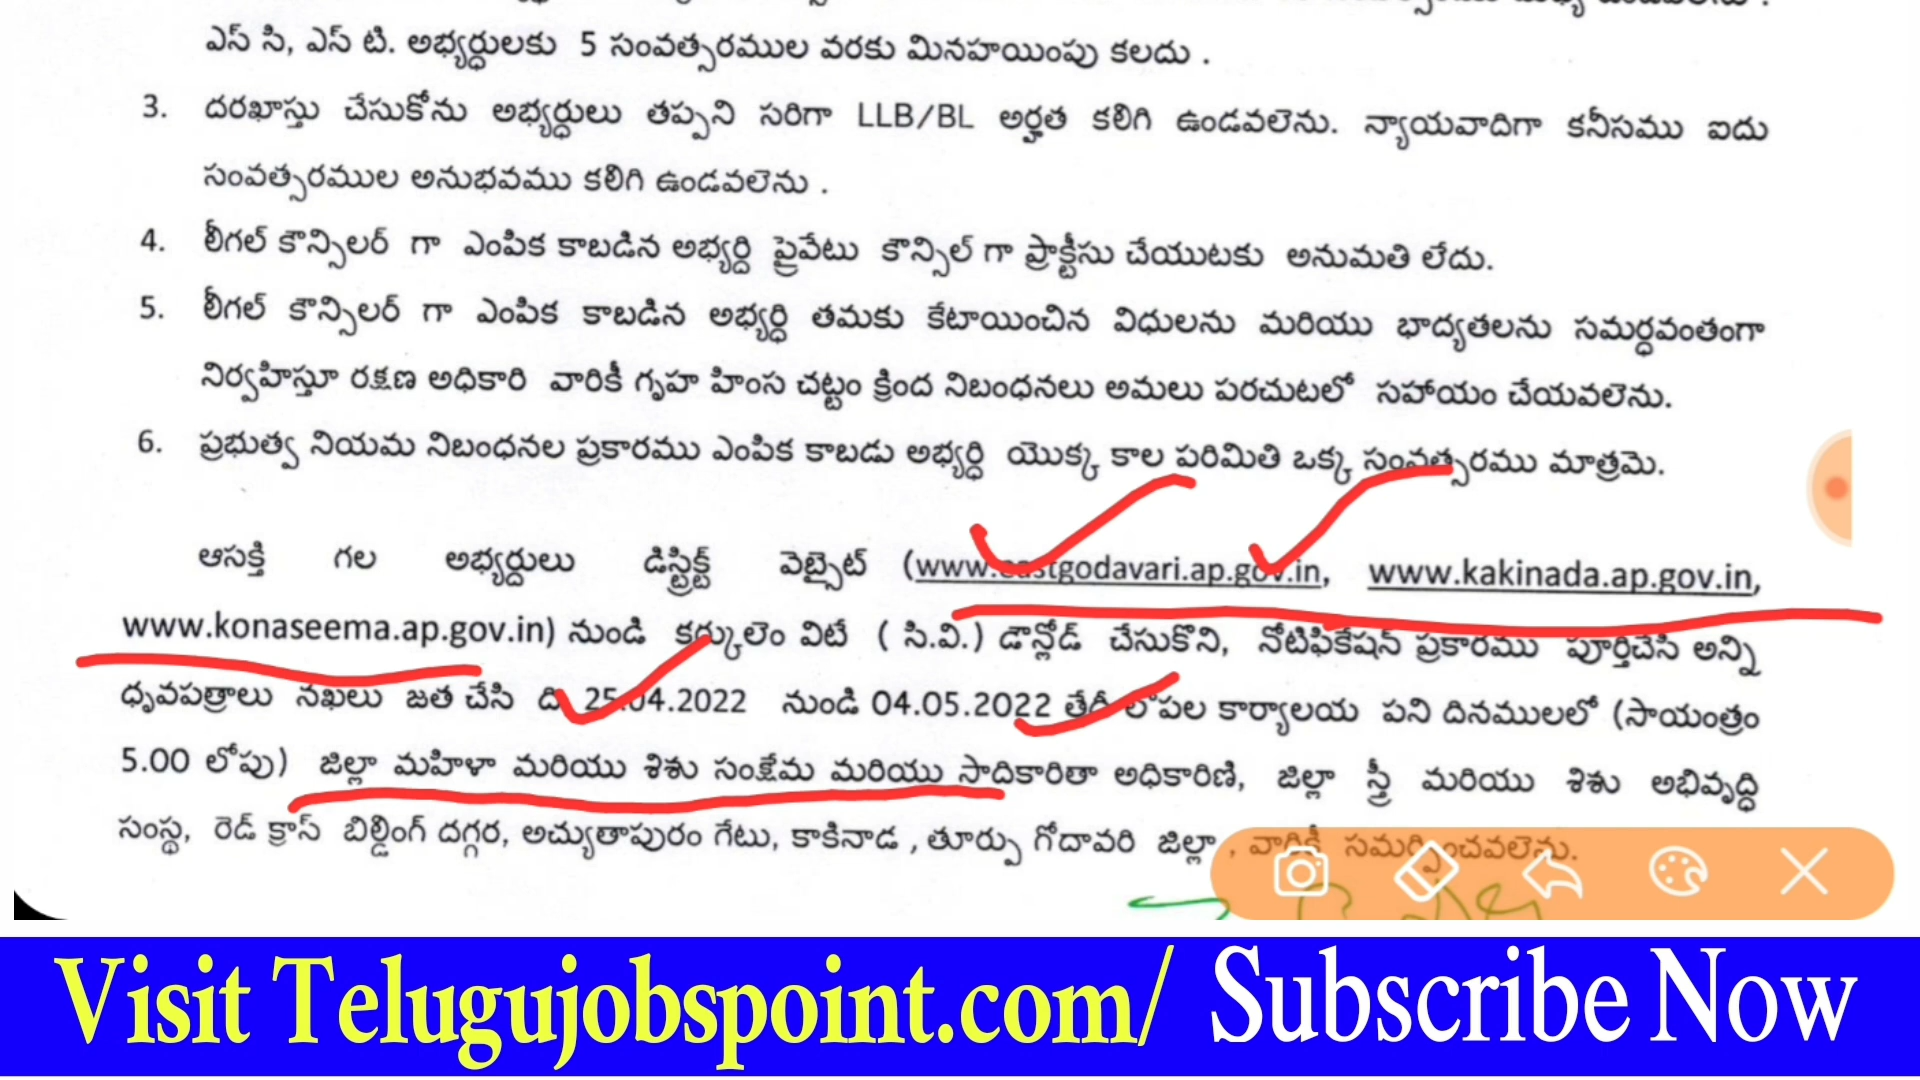 ఎస్ సి, ఎస్ టి. అభ్యర్ధులకు 5 సంవత్సరముల వరకు మినహయింపు కలదు .
3. దరఖాస్తు చేసుకోను అభ్యర్ధులు తప్పని సరిగా LLB/BL అర్హత కలిగి ఉండవలెను. న్యాయవాదిగా కనీసము ఐదు
సంవత్సరముల అనుభవము కలిగి ఉండవలెను .
4. లీగల్ కౌన్సిలర్ గా ఎంపిక కాబడిన అభ్యర్ది ప్రైవేటు కౌన్సిల్ గా ప్రాక్టీసు చేయుటకు అనుమతి లేదు.
5. లీగల్ కౌన్సిలర్ గా ఎంపిక కాబడిన అభ్యర్ధి తమకు కేటాయించిన విధులను మరియు భాద్యతలను సమర్ధవంతంగా
నిర్వహిస్తూ రక్షణ అధికారి వారికీ గృహ హింస చట్టం క్రింద నిబంధనలు అమలు పరచుటలో సహాయం చేయవలెను.
6. ప్రభుత్వ నియమ నిబంధనల ప్రకారము ఎంపిక కాబడు అభ్యర్ధి యొక్క కాల పరిమితి ఒక్క సంవత్సరము మాత్రమె.
ఆసక్తి గల అభ్యర్దులు డిస్ట్రిక్ట్ వెబ్సైట్ (www.eastgodavari.ap.gov.in, www.kakinada.ap.gov.in,
www.konaseema.ap.gov.in) నుండి కర్కులెం విటే ( సి.వి.) డౌన్లోడ్ చేసుకొని, నోటిఫికేషన్ ప్రకారము పూర్తిచేసి అన్ని
ధృవపత్రాలు నఖలు జత చేసి ది 25.04.2022 నుండి 04.05.2022 తేదీ లోపల కార్యాలయ పని దినములలో (సాయంత్రం
5.00 లోపు) జిల్లా మహిళా మరియు శిశు సంక్షేమ మరియు సాదికారితా అధికారిణి, జిల్లా స్త్రీ మరియు శిశు అభివృద్ధి
సంస్థ, రెడ్ క్రాస్ బిల్డింగ్ దగ్గర, అచ్యుతాపురం గేటు, కాకినాడ , తూర్పు గోదావరి జిల్లా , వారికీ సమర్పించవలెను.
Visit Telugujobspoint.com/ Subscribe Now